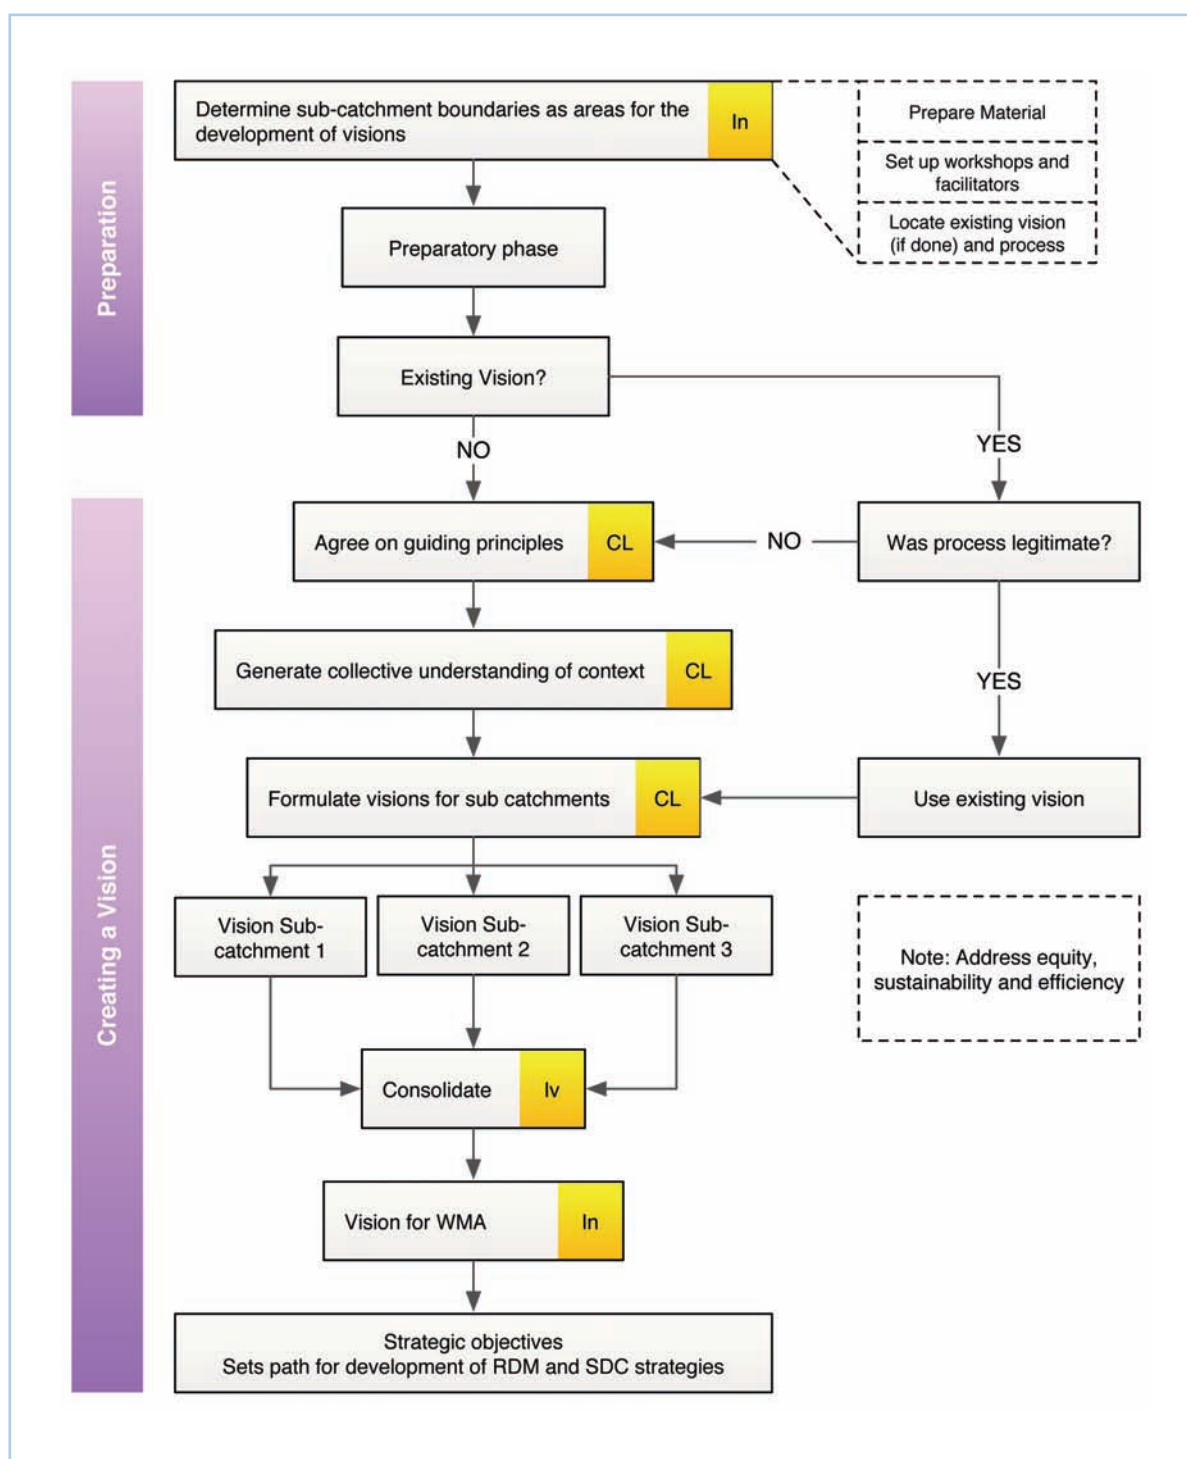 Preparation
Determine sub-catchment boundaries as areas for the
development of visions
In
Prepare Material
Set up workshops and
facilitators
Locate existing vision
(if done) and process
Preparatory phase
Existing Vision?
NO
YES
Creating a Vision
Agree on guiding principles
CL
NO
Was process legitimate?
Generate collective understanding of context
CL
YES
Formulate visions for sub catchments
CL
Use existing vision
Vision Sub-
catchment 1
Vision Sub-
catchment 2
Vision Sub-
catchment 3
Note: Address equity,
sustainability and efficiency
Consolidate
Iv
Vision for WMA
In
Strategic objectives
Sets path for development of RDM and SDC strategies